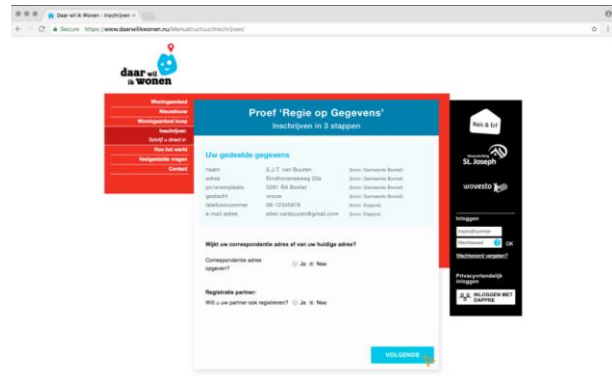 Daar wil ik Wonen - Inschrijven
Secure https://www.daarwilikwonen.nu/Menustructuur/Inschrijven/
daar wil
ik wonen
Woningaanbod
Nieuwbouw
Woningaanbod koop
Inschrijven
Schrijf u direct in
Hoe het werkt
Veelgestelde vragen
Contact
Proef 'Regie op Gegevens'
Inschrijven in 3 stappen
Uw gedeelde gegevens
naam E.J.T. van Buuren (bron: Gemeente Boxtel)
adres Eindhovenseweg 23a (bron: Gemeente Boxtel)
pc/woonplaats 5281 RA Boxtel (bron: Gemeente Boxtel)
geslacht vrouw (bron: Gemeente Boxtel)
telefoonnummer 06-12345678 (bron: Dappre)
e-mail adres ellen.vanbuuren@gmail.com (bron: Dappre)
Wijkt uw correspondentie adres af van uw huidige adres?
Correspondentie adres
opgeven? Ja Nee
Registratie partner:
Wilt u uw partner ook registreren? Ja Nee
VOLGENDE
Huis & Erf
St. Joseph
wovesto
Inloggen
Inschrijfnummer
Wachtwoord ? OK
Wachtwoord vergeten?
Privacyvriendelijk
inloggen
INLOGGEN MET
DAPPRE